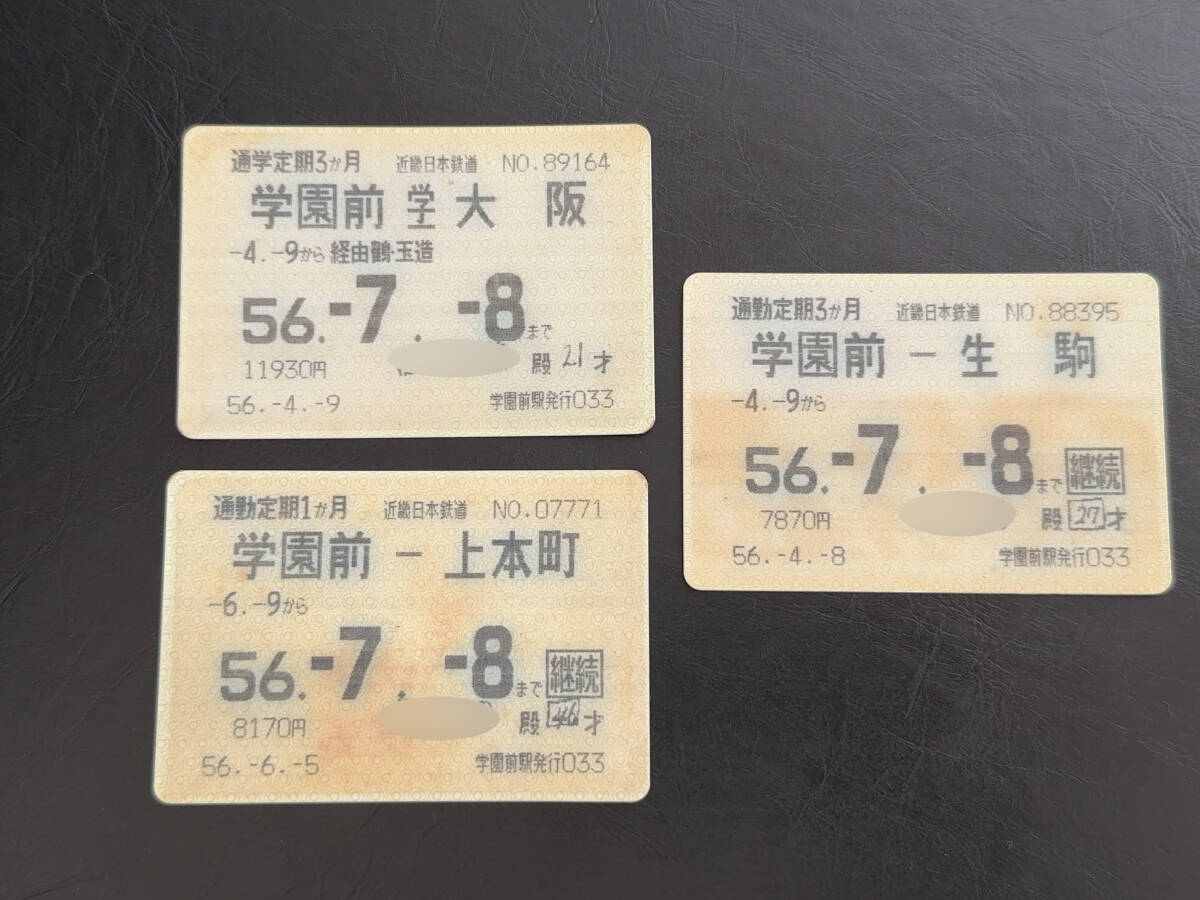 通学定期3か月 近畿日本鉄道 NO.89164
学園前 学 大 阪
-4.-9から 経由鶴・玉造
56.-7.-8まで
殿 21才
11930円
56.-4.-9 学園前駅発行033
通勤定期3か月 近畿日本鉄道 NO.88395
学園前 ー 生 駒
-4.-9から
56.-7.-8まで 継続
7870円 殿 27才
56.-4.-8 学園前駅発行033
通勤定期1か月 近畿日本鉄道 NO.07771
学園前 ー 上本町
-6.-9から
56.-7.-8まで 継続
8170円 殿 才
56.-6.-5 学園前駅発行033